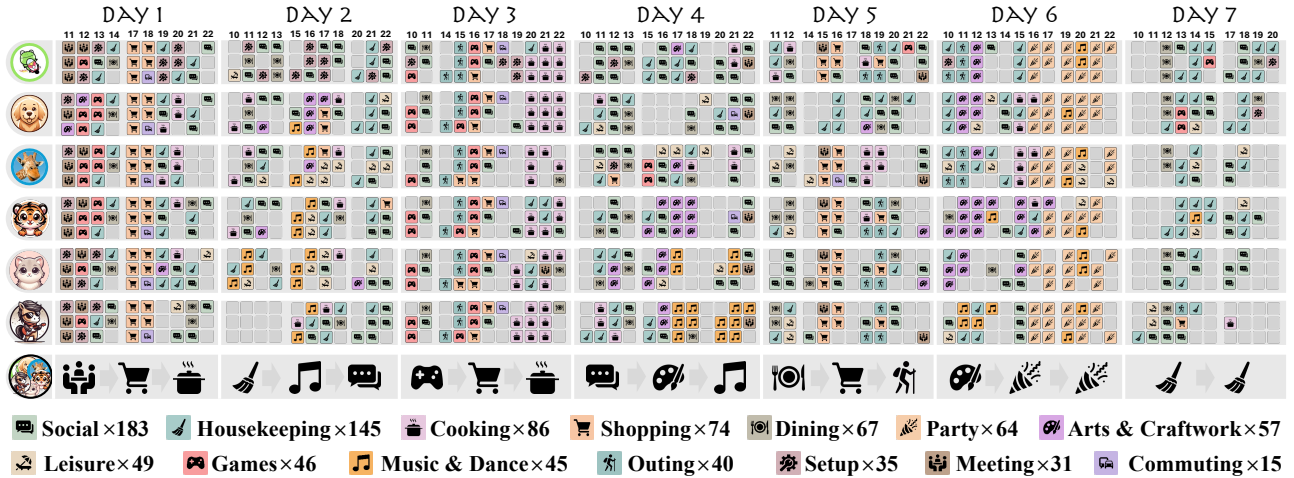 DAY 1 DAY 2 DAY 3 DAY 4 DAY 5 DAY 6 DAY 7
11 12 13 14 17 18 19 20 21 22 10 11 12 13 15 16 17 18 20 21 22 10 11 13 14 15 16 17 18 19 20 21 22 10 11 12 13 15 16 17 18 19 20 21 22 11 12 14 15 16 17 18 19 20 21 22 10 11 12 13 14 15 16 17 19 20 21 22 10 11 12 13 14 15 17 18 19 20
Social×183 Housekeeping×145 Cooking×86 Shopping×74 Dining×67 Party×64 Arts & Craftwork×57
Leisure×49 Games×46 Music & Dance×45 Outing×40 Setup×35 Meeting×31 Commuting×15